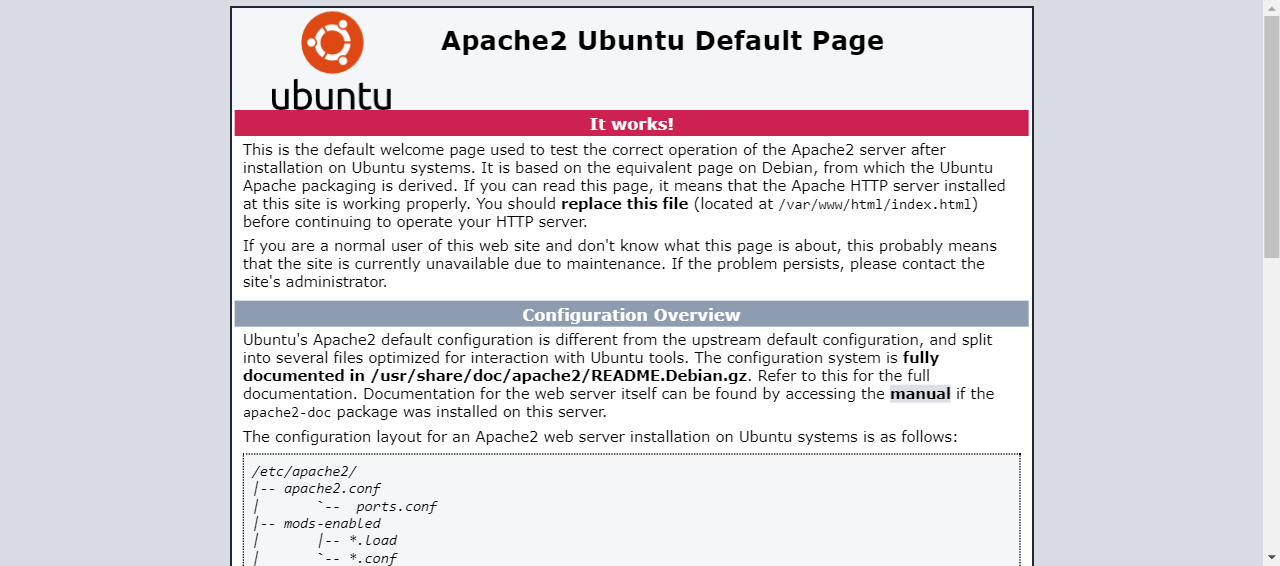 Apache2 Ubuntu Default Page
ubuntu
It works!
This is the default welcome page used to test the correct operation of the Apache2 server after
installation on Ubuntu systems. It is based on the equivalent page on Debian, from which the Ubuntu
Apache packaging is derived. If you can read this page, it means that the Apache HTTP server installed
at this site is working properly. You should replace this file (located at /var/www/html/index.html)
before continuing to operate your HTTP server.
If you are a normal user of this web site and don't know what this page is about, this probably means
that the site is currently unavailable due to maintenance. If the problem persists, please contact the
site's administrator.
Configuration Overview
Ubuntu's Apache2 default configuration is different from the upstream default configuration, and split
into several files optimized for interaction with Ubuntu tools. The configuration system is fully
documented in /usr/share/doc/apache2/README.Debian.gz. Refer to this for the full
documentation. Documentation for the web server itself can be found by accessing the manual if the
apache2-doc package was installed on this server.
The configuration layout for an Apache2 web server installation on Ubuntu systems is as follows:
/etc/apache2/
|-- apache2.conf
|       `--  ports.conf
|-- mods-enabled
|       |-- *.load
|       `-- *.conf